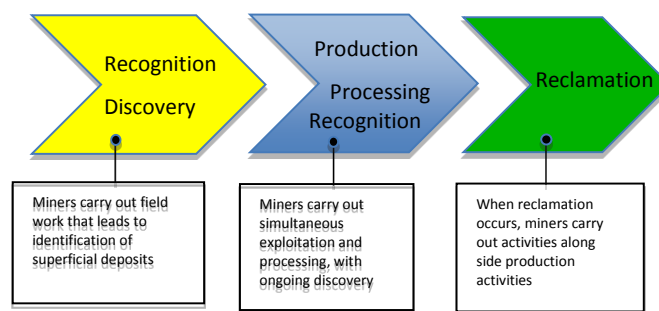 Recognition
Discovery
Production
Processing
Recognition
Reclamation
Miners carry out field
work that leads to
identification of
superficial deposits
Miners carry out
simultaneous
exploitation and
processing, with
ongoing discovery
When reclamation
occurs, miners carry
out activities along
side production
activities